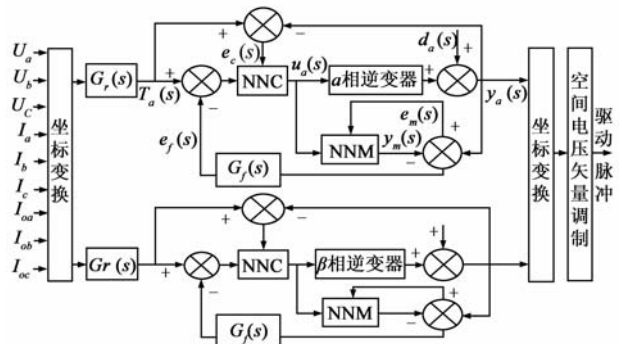 U_a
U_b
U_C
I_a
I_b
I_c
I_oa
I_ob
I_oc
坐标变换
G_r(s)
T_a(s)
+
−
e_c(s)
+
−
NNC
u_a(s)
a相逆变器
d_a(s)
+
+
y_a(s)
e_m(s)
y_m(s)
NNM
−
+
e_f(s)
G_f(s)
Gr(s)
+
−
+
−
NNC
β相逆变器
+
+
NNM
−
+
G_f(s)
坐标变换
空间电压矢量调制
驱动脉冲